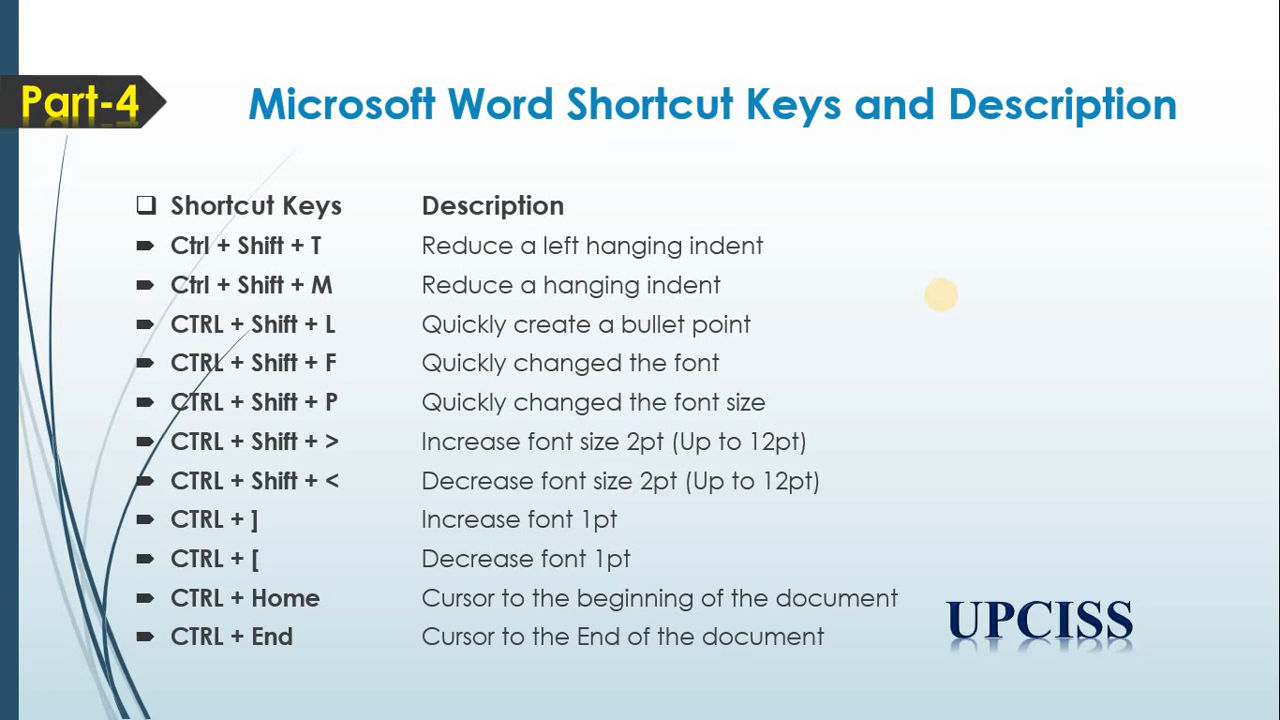 Part-4
Microsoft Word Shortcut Keys and Description
Shortcut Keys Description
Ctrl + Shift + T Reduce a left hanging indent
Ctrl + Shift + M Reduce a hanging indent
CTRL + Shift + L Quickly create a bullet point
CTRL + Shift + F Quickly changed the font
CTRL + Shift + P Quickly changed the font size
CTRL + Shift + > Increase font size 2pt (Up to 12pt)
CTRL + Shift + < Decrease font size 2pt (Up to 12pt)
CTRL + ] Increase font 1pt
CTRL + [ Decrease font 1pt
CTRL + Home Cursor to the beginning of the document
CTRL + End Cursor to the End of the document
UPCISS